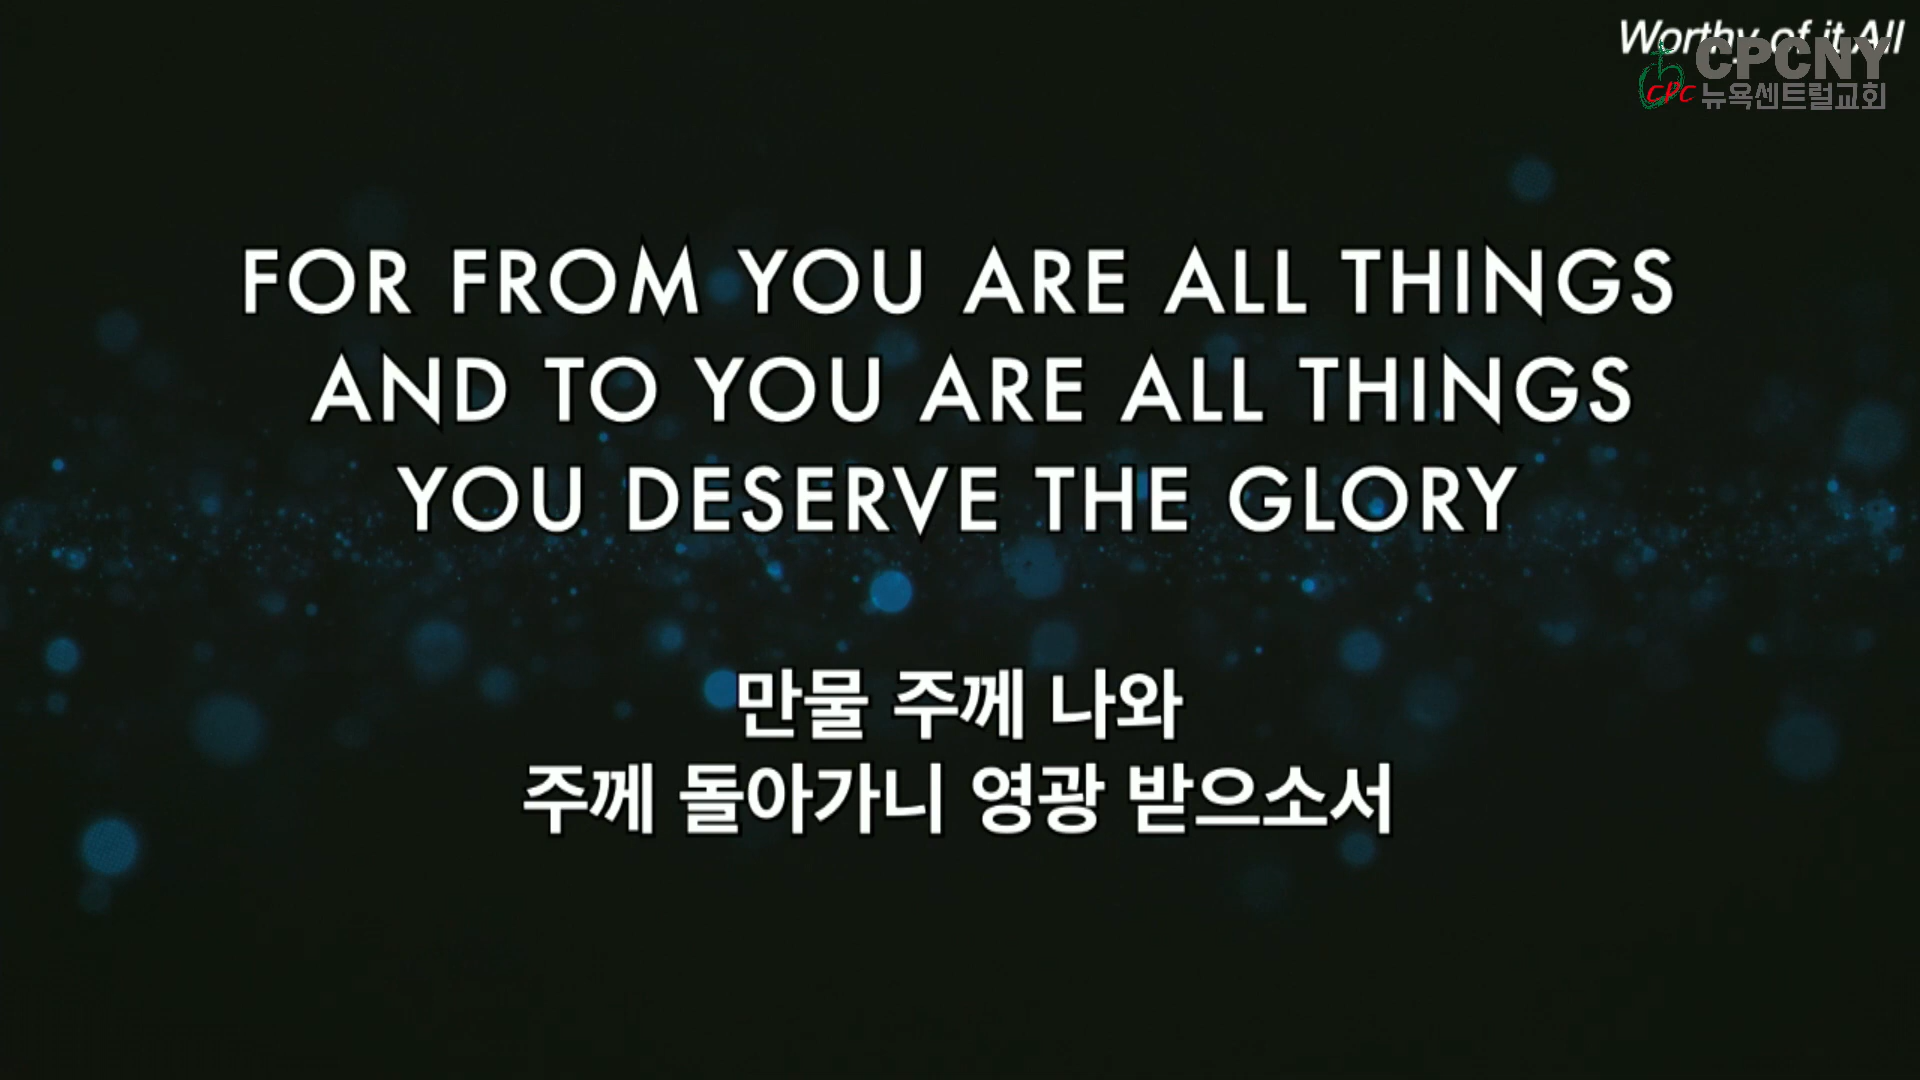 Worthy of it All
CPCNY
CPC 뉴욕센트럴교회
FOR FROM YOU ARE ALL THINGS
AND TO YOU ARE ALL THINGS
YOU DESERVE THE GLORY
만물 주께 나와
주께 돌아가니 영광 받으소서